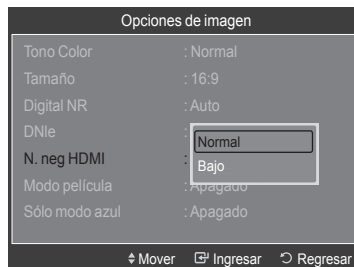 Opciones de imagen
Tono Color : Normal
Tamaño : 16:9
Digital NR : Auto
DNIe :
Normal
N. neg HDMI :
Bajo
Modo película : Apagado
Sólo modo azul : Apagado
Mover Ingresar Regresar